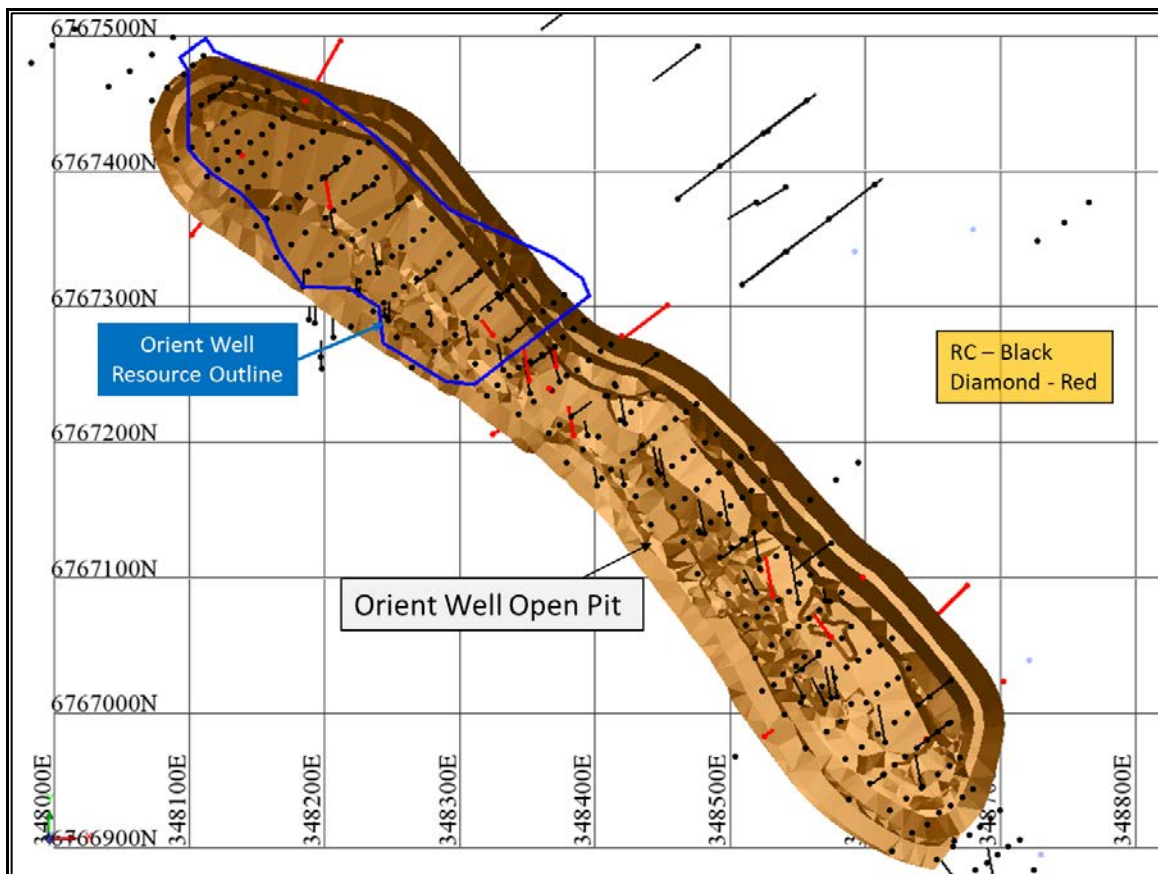 6767500N
6767400N
6767300N
Orient Well
Resource Outline
RC – Black
Diamond - Red
6767200N
6767100N
Orient Well Open Pit
6767000N
6766900N
348000E
348100E
348200E
348300E
348400E
348500E
348800E